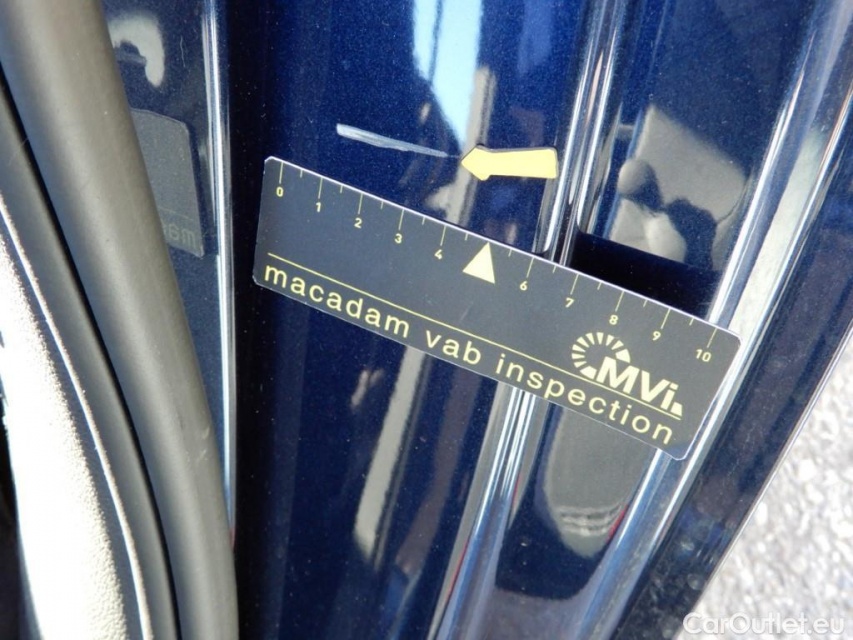 0 1 2 3 4 6 7 8 9 10
macadam vab inspection
MVi.
CarOutlet.eu